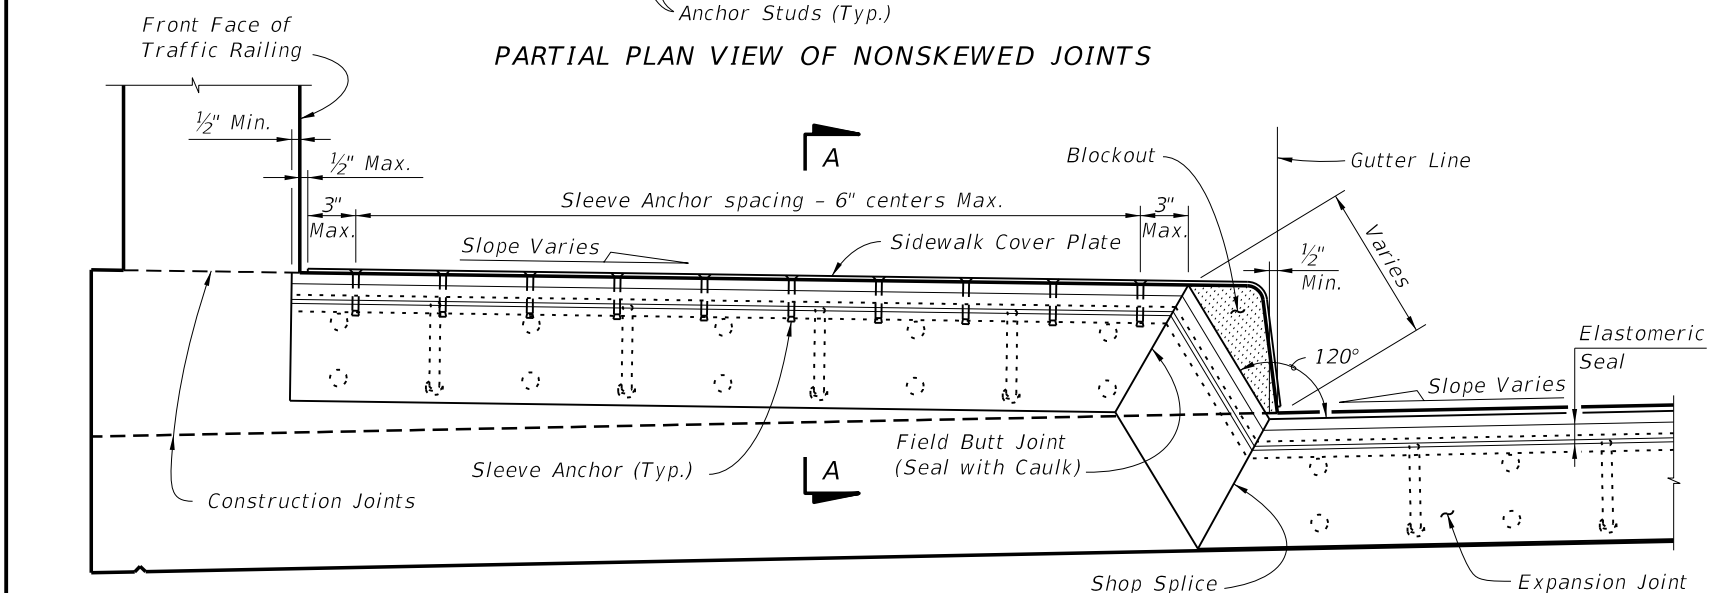 Anchor Studs (Typ.)
Front Face of
Traffic Railing
PARTIAL PLAN VIEW OF NONSKEWED JOINTS
½" Min.
½" Max.
A
Blockout
Gutter Line
3"
Max.
Sleeve Anchor spacing – 6" centers Max.
3"
Max.
Slope Varies
Sidewalk Cover Plate
½"
Min.
Varies
120°
Elastomeric
Seal
Slope Varies
Field Butt Joint
(Seal with Caulk)
Sleeve Anchor (Typ.)
A
Construction Joints
Shop Splice
Expansion Joint